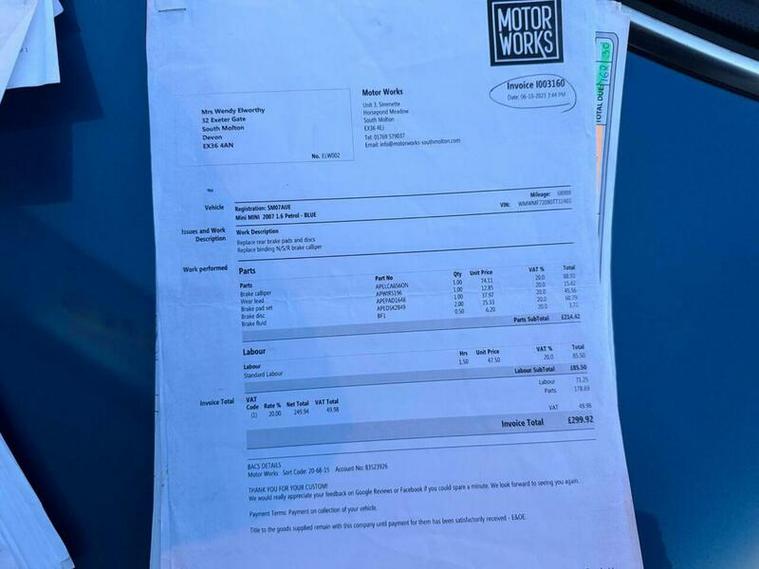 MOTOR
WORKS
Invoice I003160
Date: 06-10-2023 3:44 PM
TOTAL DUE
Mrs Wendy Elworthy
32 Exeter Gate
South Molton
Devon
EX36 4AN
No. ELW002
Motor Works
Unit 3,
Horsepond Meadow
South Molton
EX36 4EJ
Tel: 01769 579037
Email: info@motorworks-southmolton.com
Vehicle
Registration: SM07AUE
Mini MINI 2007 1.6 Petrol - BLUE
Mileage:
VIN:
Issues and Work
Description
Work Description
Replace rear brake pads and discs
Replace binding N/S/R brake calliper
Work performed
Parts
Parts Part No Qty Unit Price VAT % Total
Brake calliper 1.00 74.11 20.0
Wear lead 1.00 12.85 20.0 15.42
Brake pad set 1.00 37.97 20.0 45.56
Brake disc 2.00 25.33 20.0 60.79
Brake fluid BF1 0.50 6.20 20.0
Parts SubTotal £214.42
Labour
Labour Hrs Unit Price VAT % Total
Standard Labour 1.50 47.50 20.0 85.50
Labour SubTotal £85.50
Invoice Total
VAT
Code Rate % Net Total VAT Total
(1) 20.00 249.94 49.98
Labour 71.25
Parts 178.69
VAT 49.98
Invoice Total £299.92
BACS DETAILS
Motor Works Sort Code: 20-68-15 Account No: 83523926
THANK YOU FOR YOUR CUSTOM!
We would really appreciate your feedback on Google Reviews or Facebook if you could spare a minute. We look forward to seeing you again.
Payment Terms: Payment on collection of your vehicle.
Title to the goods supplied remain with this company until payment for them has been satisfactorily received - E&OE.